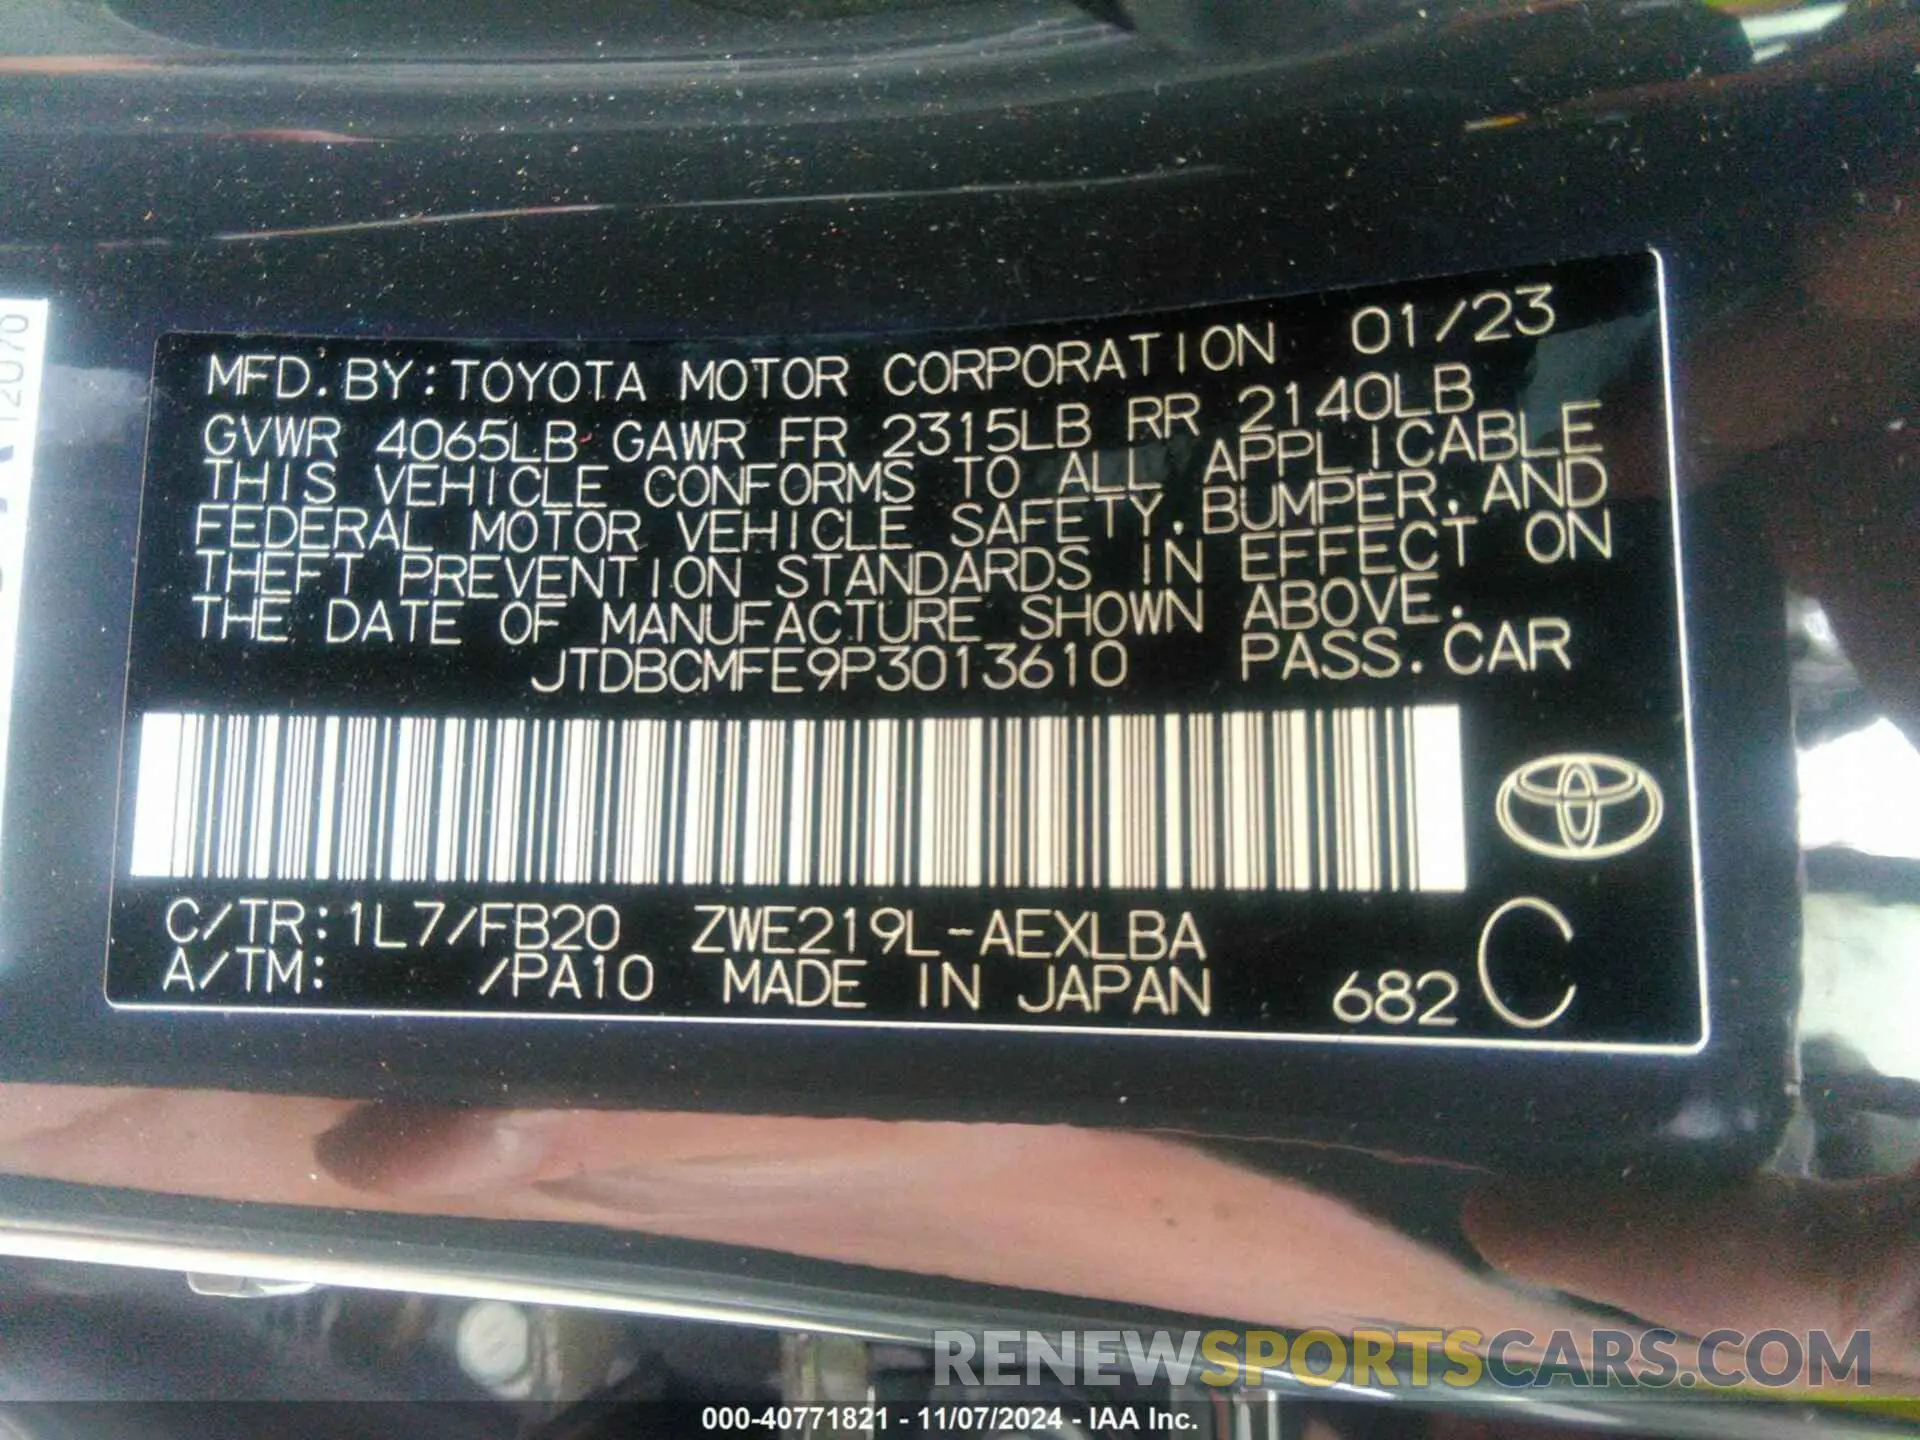 12070
MFD. BY: TOYOTA MOTOR CORPORATION 01/23
GVWR 4065LB GAWR FR 2315LB RR 2140LB
THIS VEHICLE CONFORMS TO ALL APPLICABLE
FEDERAL MOTOR VEHICLE SAFETY, BUMPER, AND
THEFT PREVENTION STANDARDS IN EFFECT ON
THE DATE OF MANUFACTURE SHOWN ABOVE.
JTDBCMFE9P3013610 PASS. CAR
C/TR: 1L7/FB20 ZWE219L-AEXLBA
A/TM: /PA10 MADE IN JAPAN 682 C
RENEWSPORTSCARS.COM
000-40771821 - 11/07/2024 - IAA Inc.